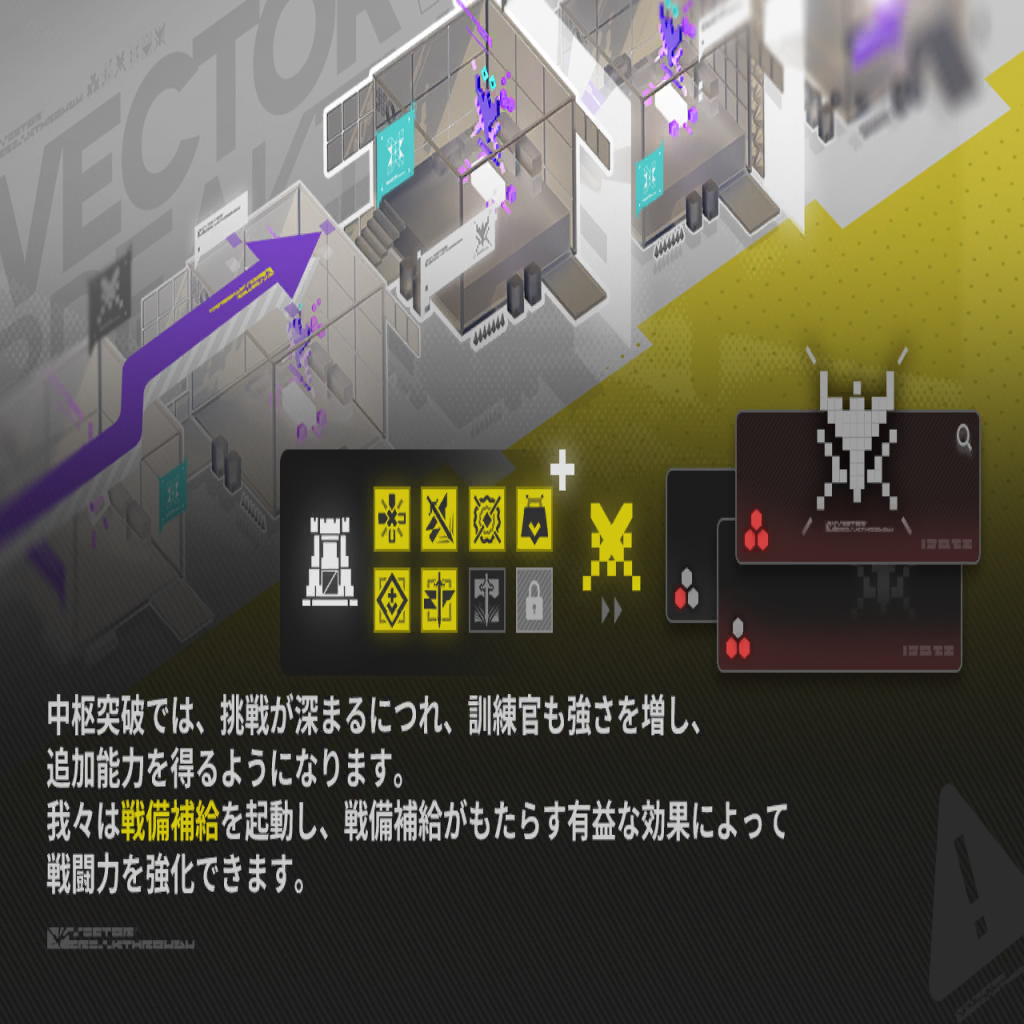 VECTOR
中枢突破では、挑戦が深まるにつれ、訓練官も強さを増し、
追加能力を得るようになります。
我々は戦備補給を起動し、戦備補給がもたらす有益な効果によって
戦闘力を強化できます。
VECTOR
BREAKTHROUGH